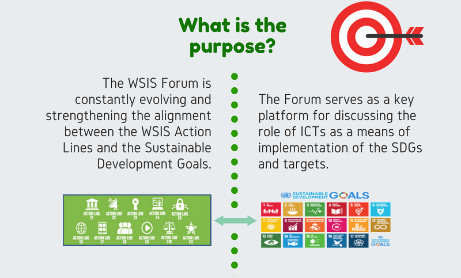 What is the
purpose?
The WSIS Forum is
constantly evolving and
strengthening the alignment
between the WSIS Action
Lines and the Sustainable
Development Goals.
The Forum serves as a key
platform for discussing the
role of ICTs as a means of
implementation of the SDGs
and targets.
SUSTAINABLE
DEVELOPMENT GOALS